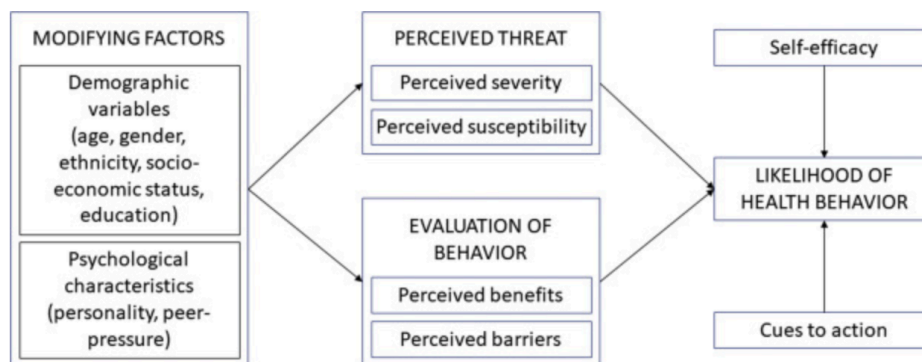 MODIFYING FACTORS
Demographic
variables
(age, gender,
ethnicity, socio-
economic status,
education)
Psychological
characteristics
(personality, peer-
pressure)
PERCEIVED THREAT
Perceived severity
Perceived susceptibility
EVALUATION OF
BEHAVIOR
Perceived benefits
Perceived barriers
Self-efficacy
LIKELIHOOD OF
HEALTH BEHAVIOR
Cues to action